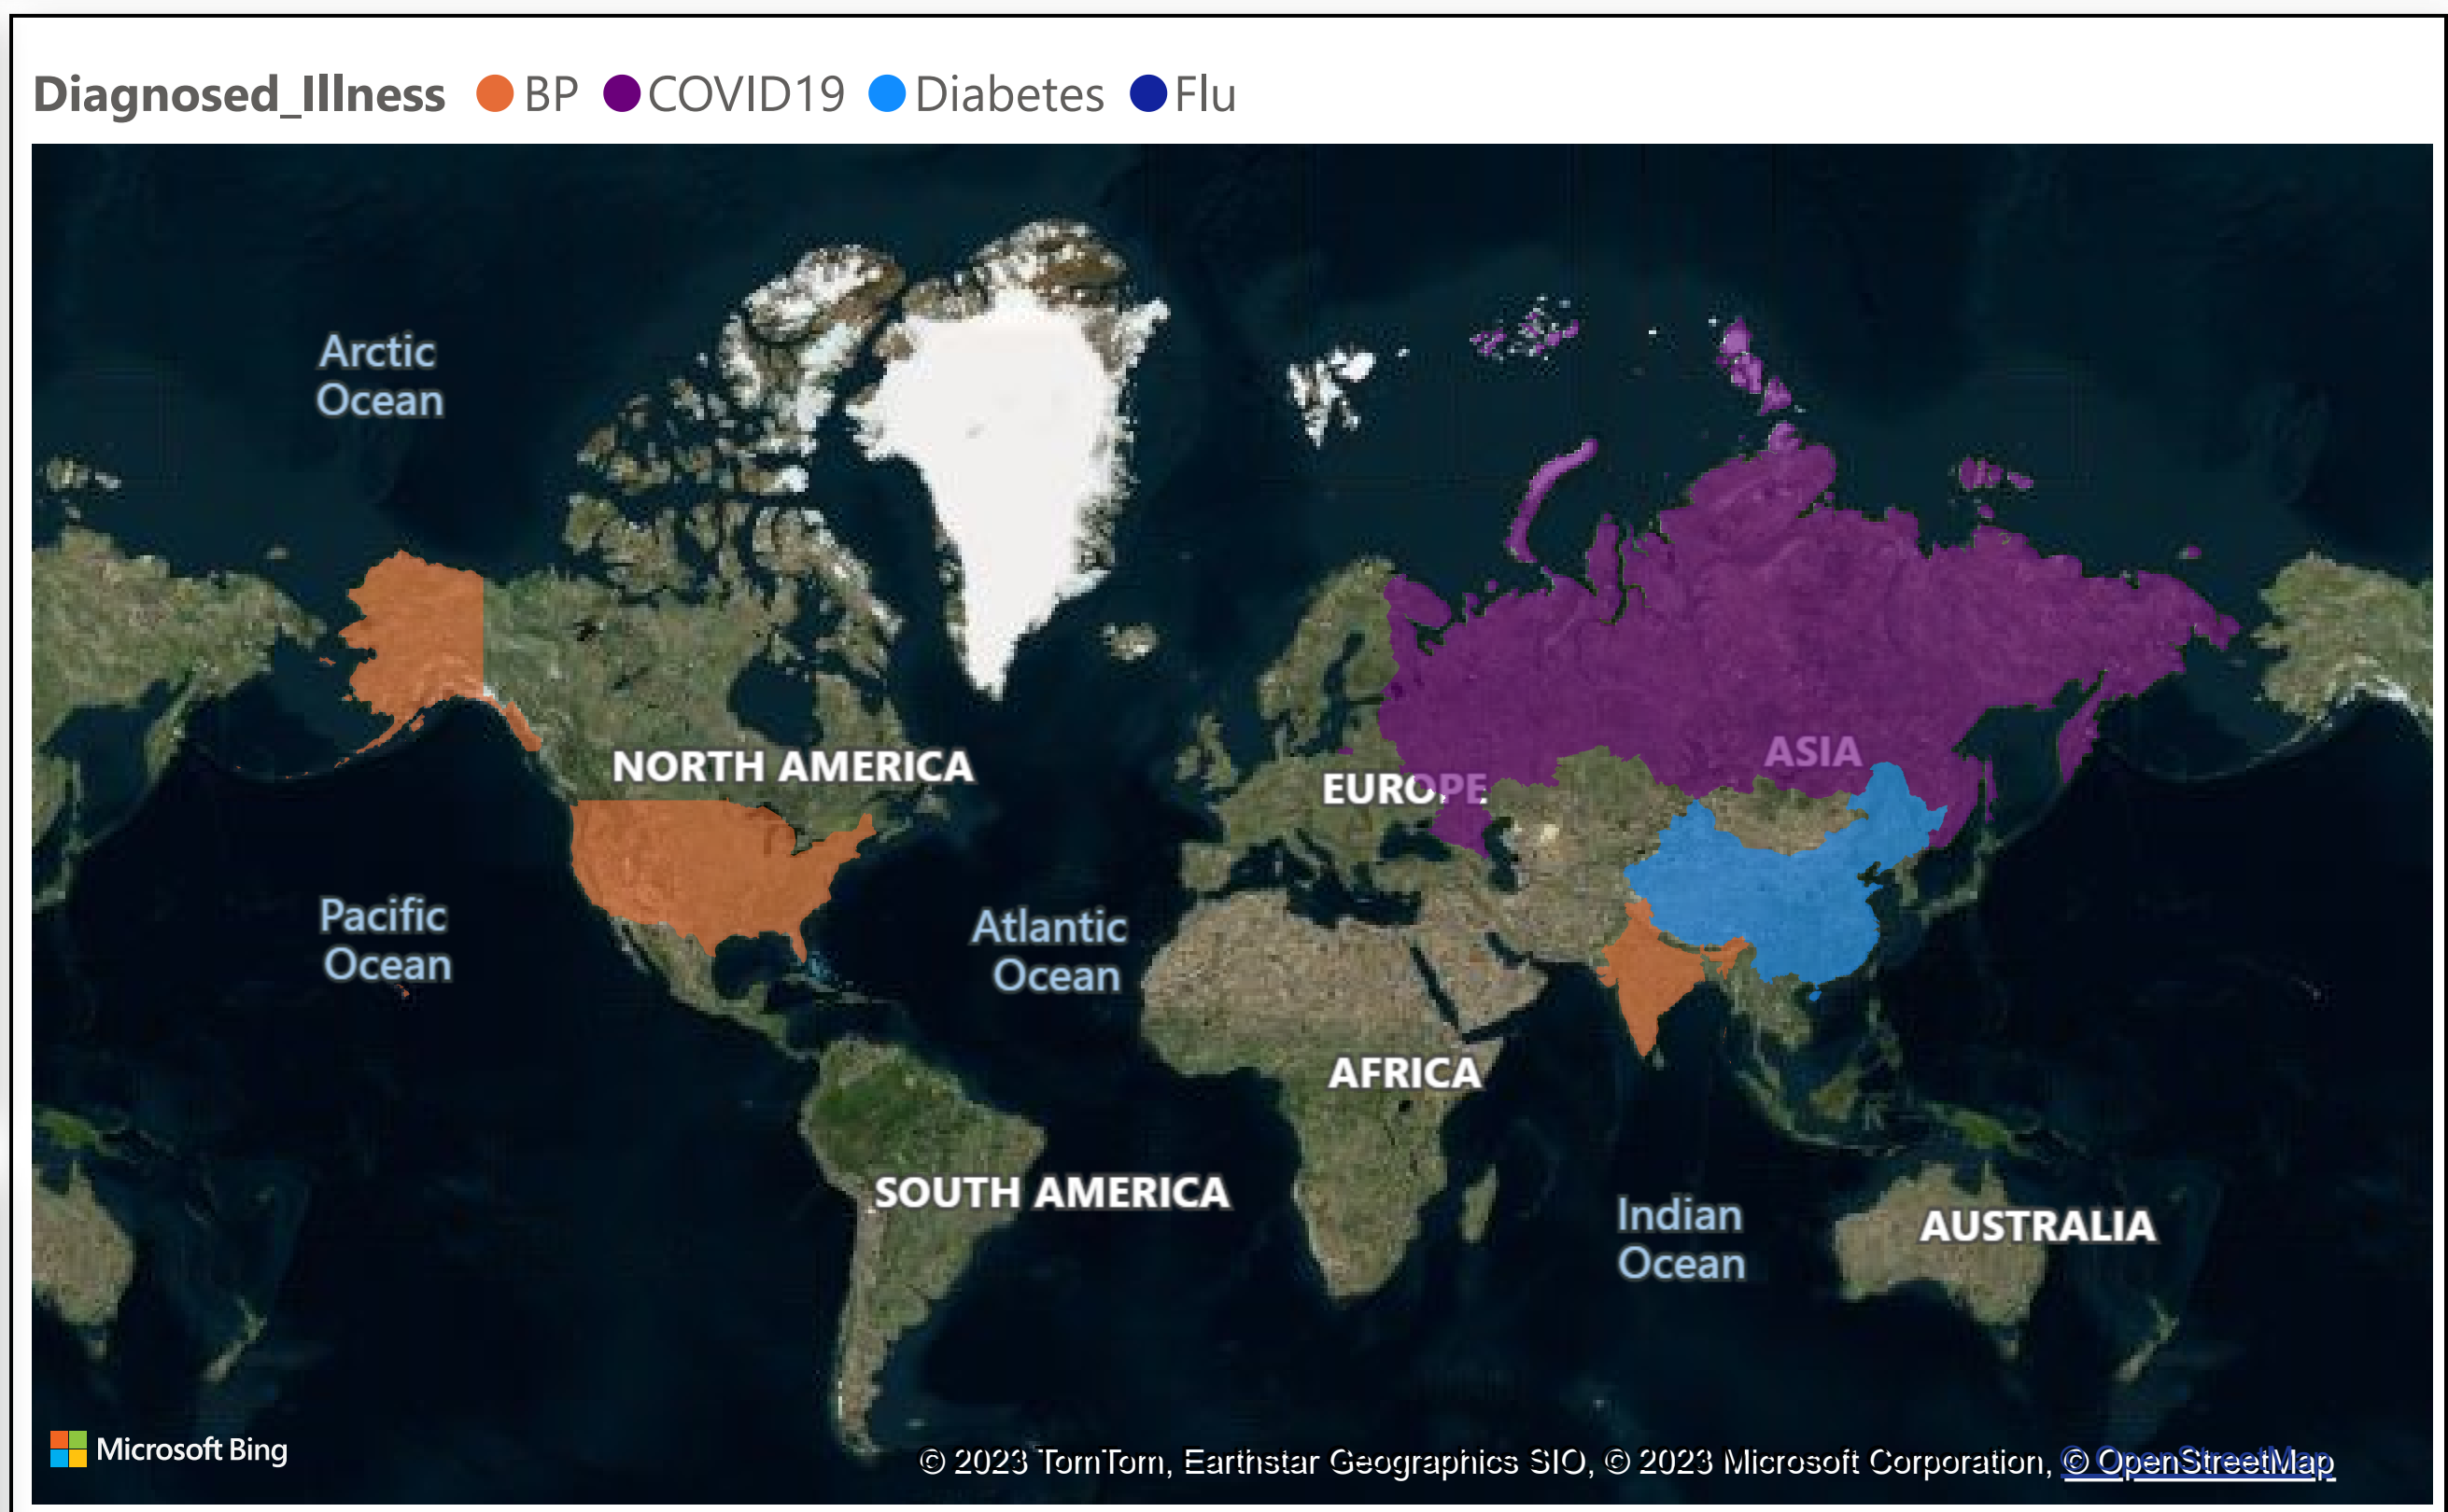 Diagnosed_Illness BP COVID19 Diabetes Flu
Arctic
Ocean
NORTH AMERICA
ASIA
EUROPE
Pacific
Ocean
Atlantic
Ocean
AFRICA
SOUTH AMERICA
Indian
Ocean
AUSTRALIA
Microsoft Bing
© 2023 TomTom, Earthstar Geographics SIO, © 2023 Microsoft Corporation, © OpenStreetMap